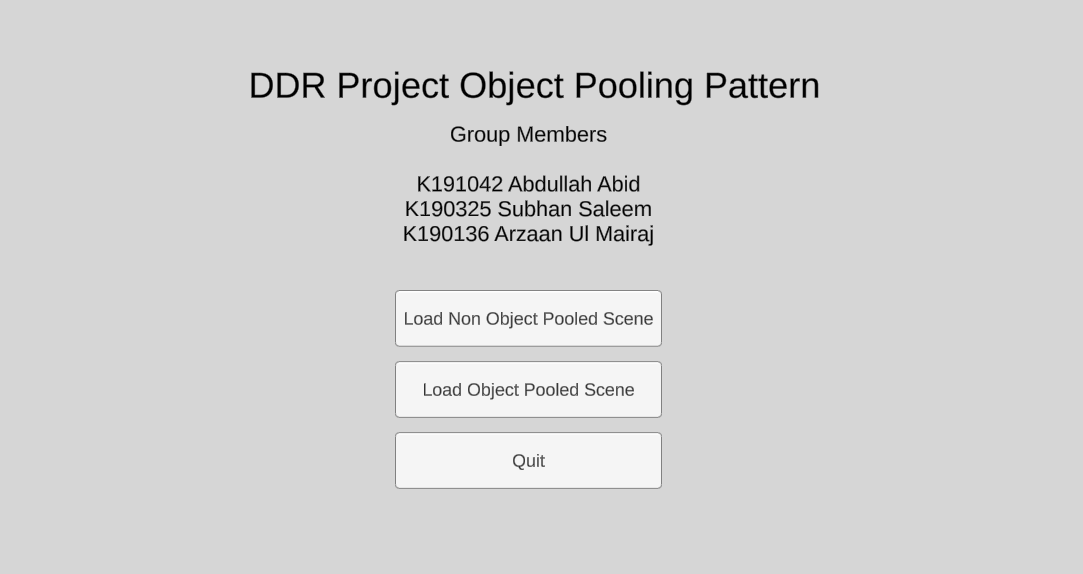 DDR Project Object Pooling Pattern
Group Members
K191042 Abdullah Abid
K190325 Subhan Saleem
K190136 Arzaan Ul Mairaj
Load Non Object Pooled Scene
Load Object Pooled Scene
Quit